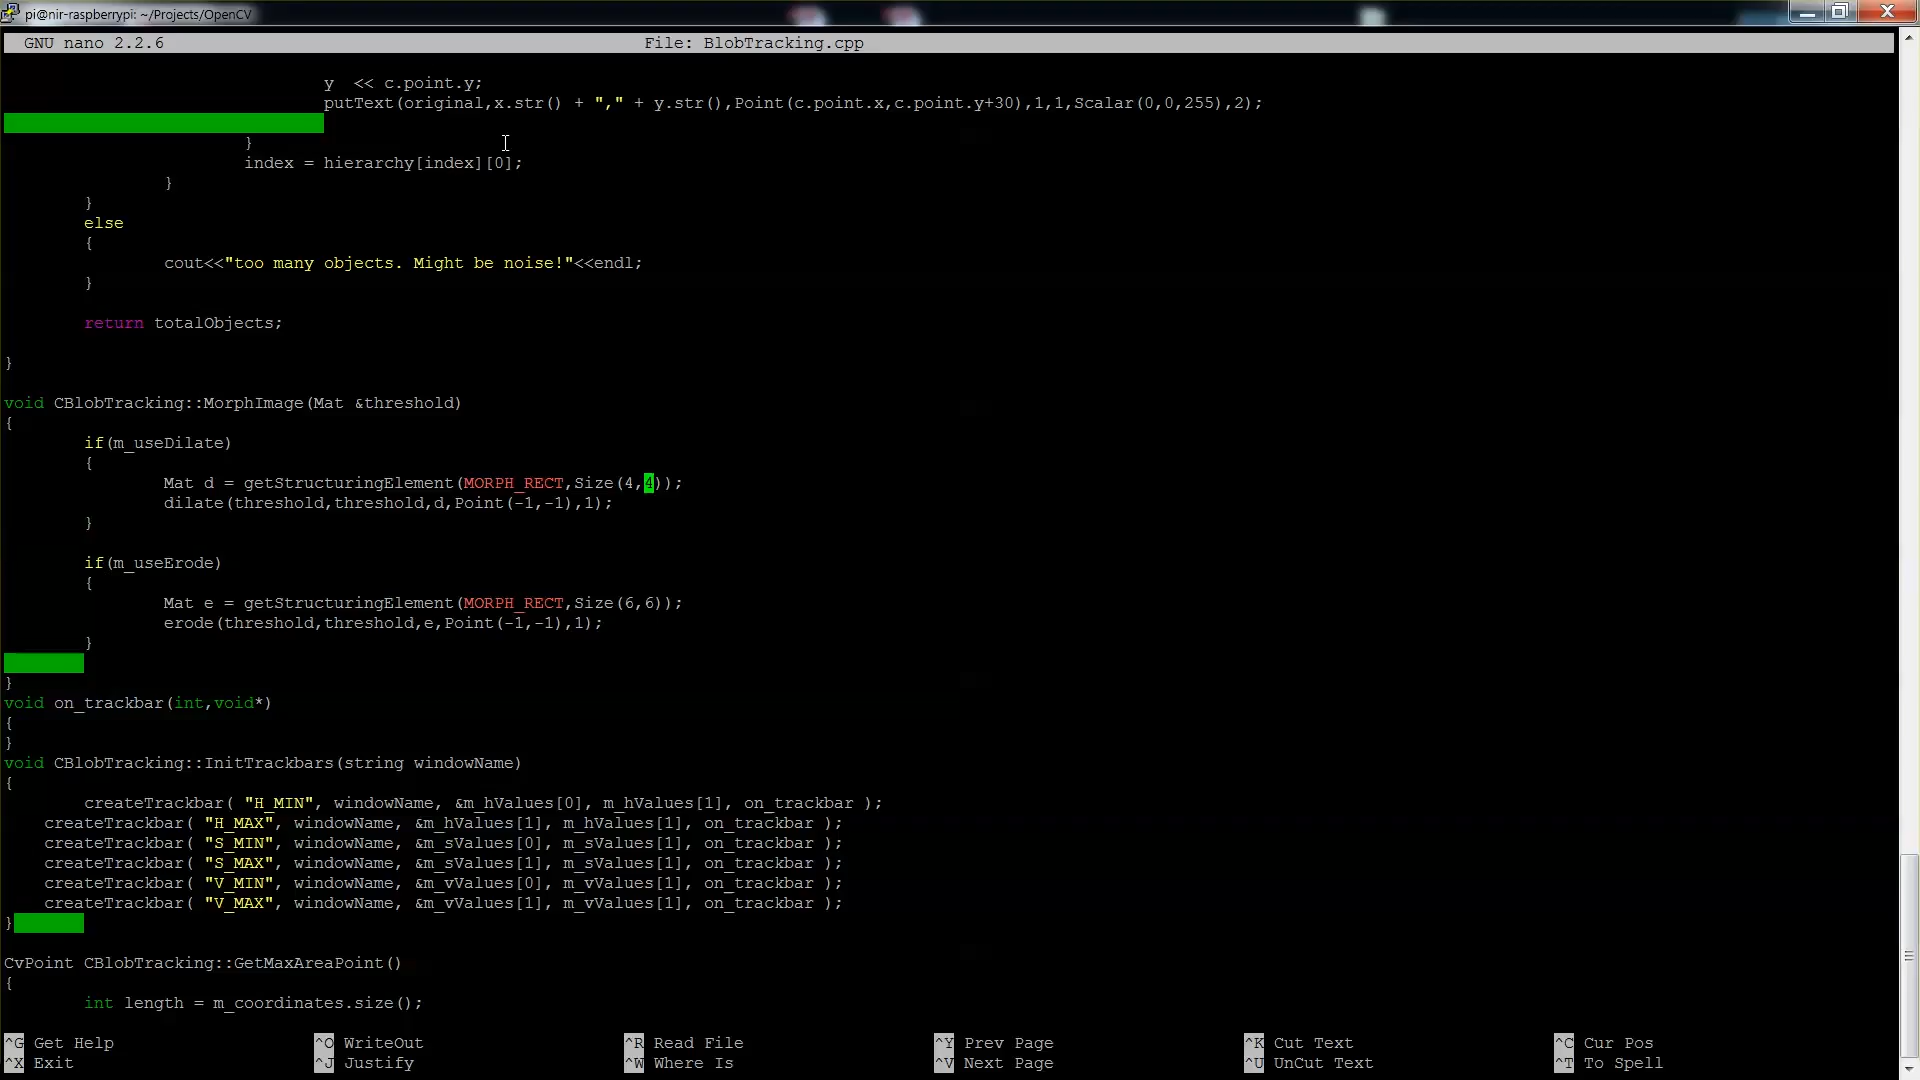 pi@nir-raspberrypi: ~/Projects/OpenCV
GNU nano 2.2.6 File: BlobTracking.cpp
y << c.point.y;
putText(original,x.str() + "," + y.str(),Point(c.point.x,c.point.y+30),1,1,Scalar(0,0,255),2);
}
index = hierarchy[index][0];
}
}
else
{
cout<<"too many objects. Might be noise!"<<endl;
}
return totalObjects;
}
void CBlobTracking::MorphImage(Mat &threshold)
{
if(m_useDilate)
{
Mat d = getStructuringElement(MORPH_RECT,Size(4,4));
dilate(threshold,threshold,d,Point(-1,-1),1);
}
if(m_useErode)
{
Mat e = getStructuringElement(MORPH_RECT,Size(6,6));
erode(threshold,threshold,e,Point(-1,-1),1);
}
}
void on_trackbar(int,void*)
{
}
void CBlobTracking::InitTrackbars(string windowName)
{
createTrackbar( "H_MIN", windowName, &m_hValues[0], m_hValues[1], on_trackbar );
createTrackbar( "H_MAX", windowName, &m_hValues[1], m_hValues[1], on_trackbar );
createTrackbar( "S_MIN", windowName, &m_sValues[0], m_sValues[1], on_trackbar );
createTrackbar( "S_MAX", windowName, &m_sValues[1], m_sValues[1], on_trackbar );
createTrackbar( "V_MIN", windowName, &m_vValues[0], m_vValues[1], on_trackbar );
createTrackbar( "V_MAX", windowName, &m_vValues[1], m_vValues[1], on_trackbar );
}
CvPoint CBlobTracking::GetMaxAreaPoint()
{
int length = m_coordinates.size();
^G Get Help ^O WriteOut ^R Read File ^Y Prev Page ^K Cut Text ^C Cur Pos
^X Exit ^J Justify ^W Where Is ^V Next Page ^U UnCut Text ^T To Spell